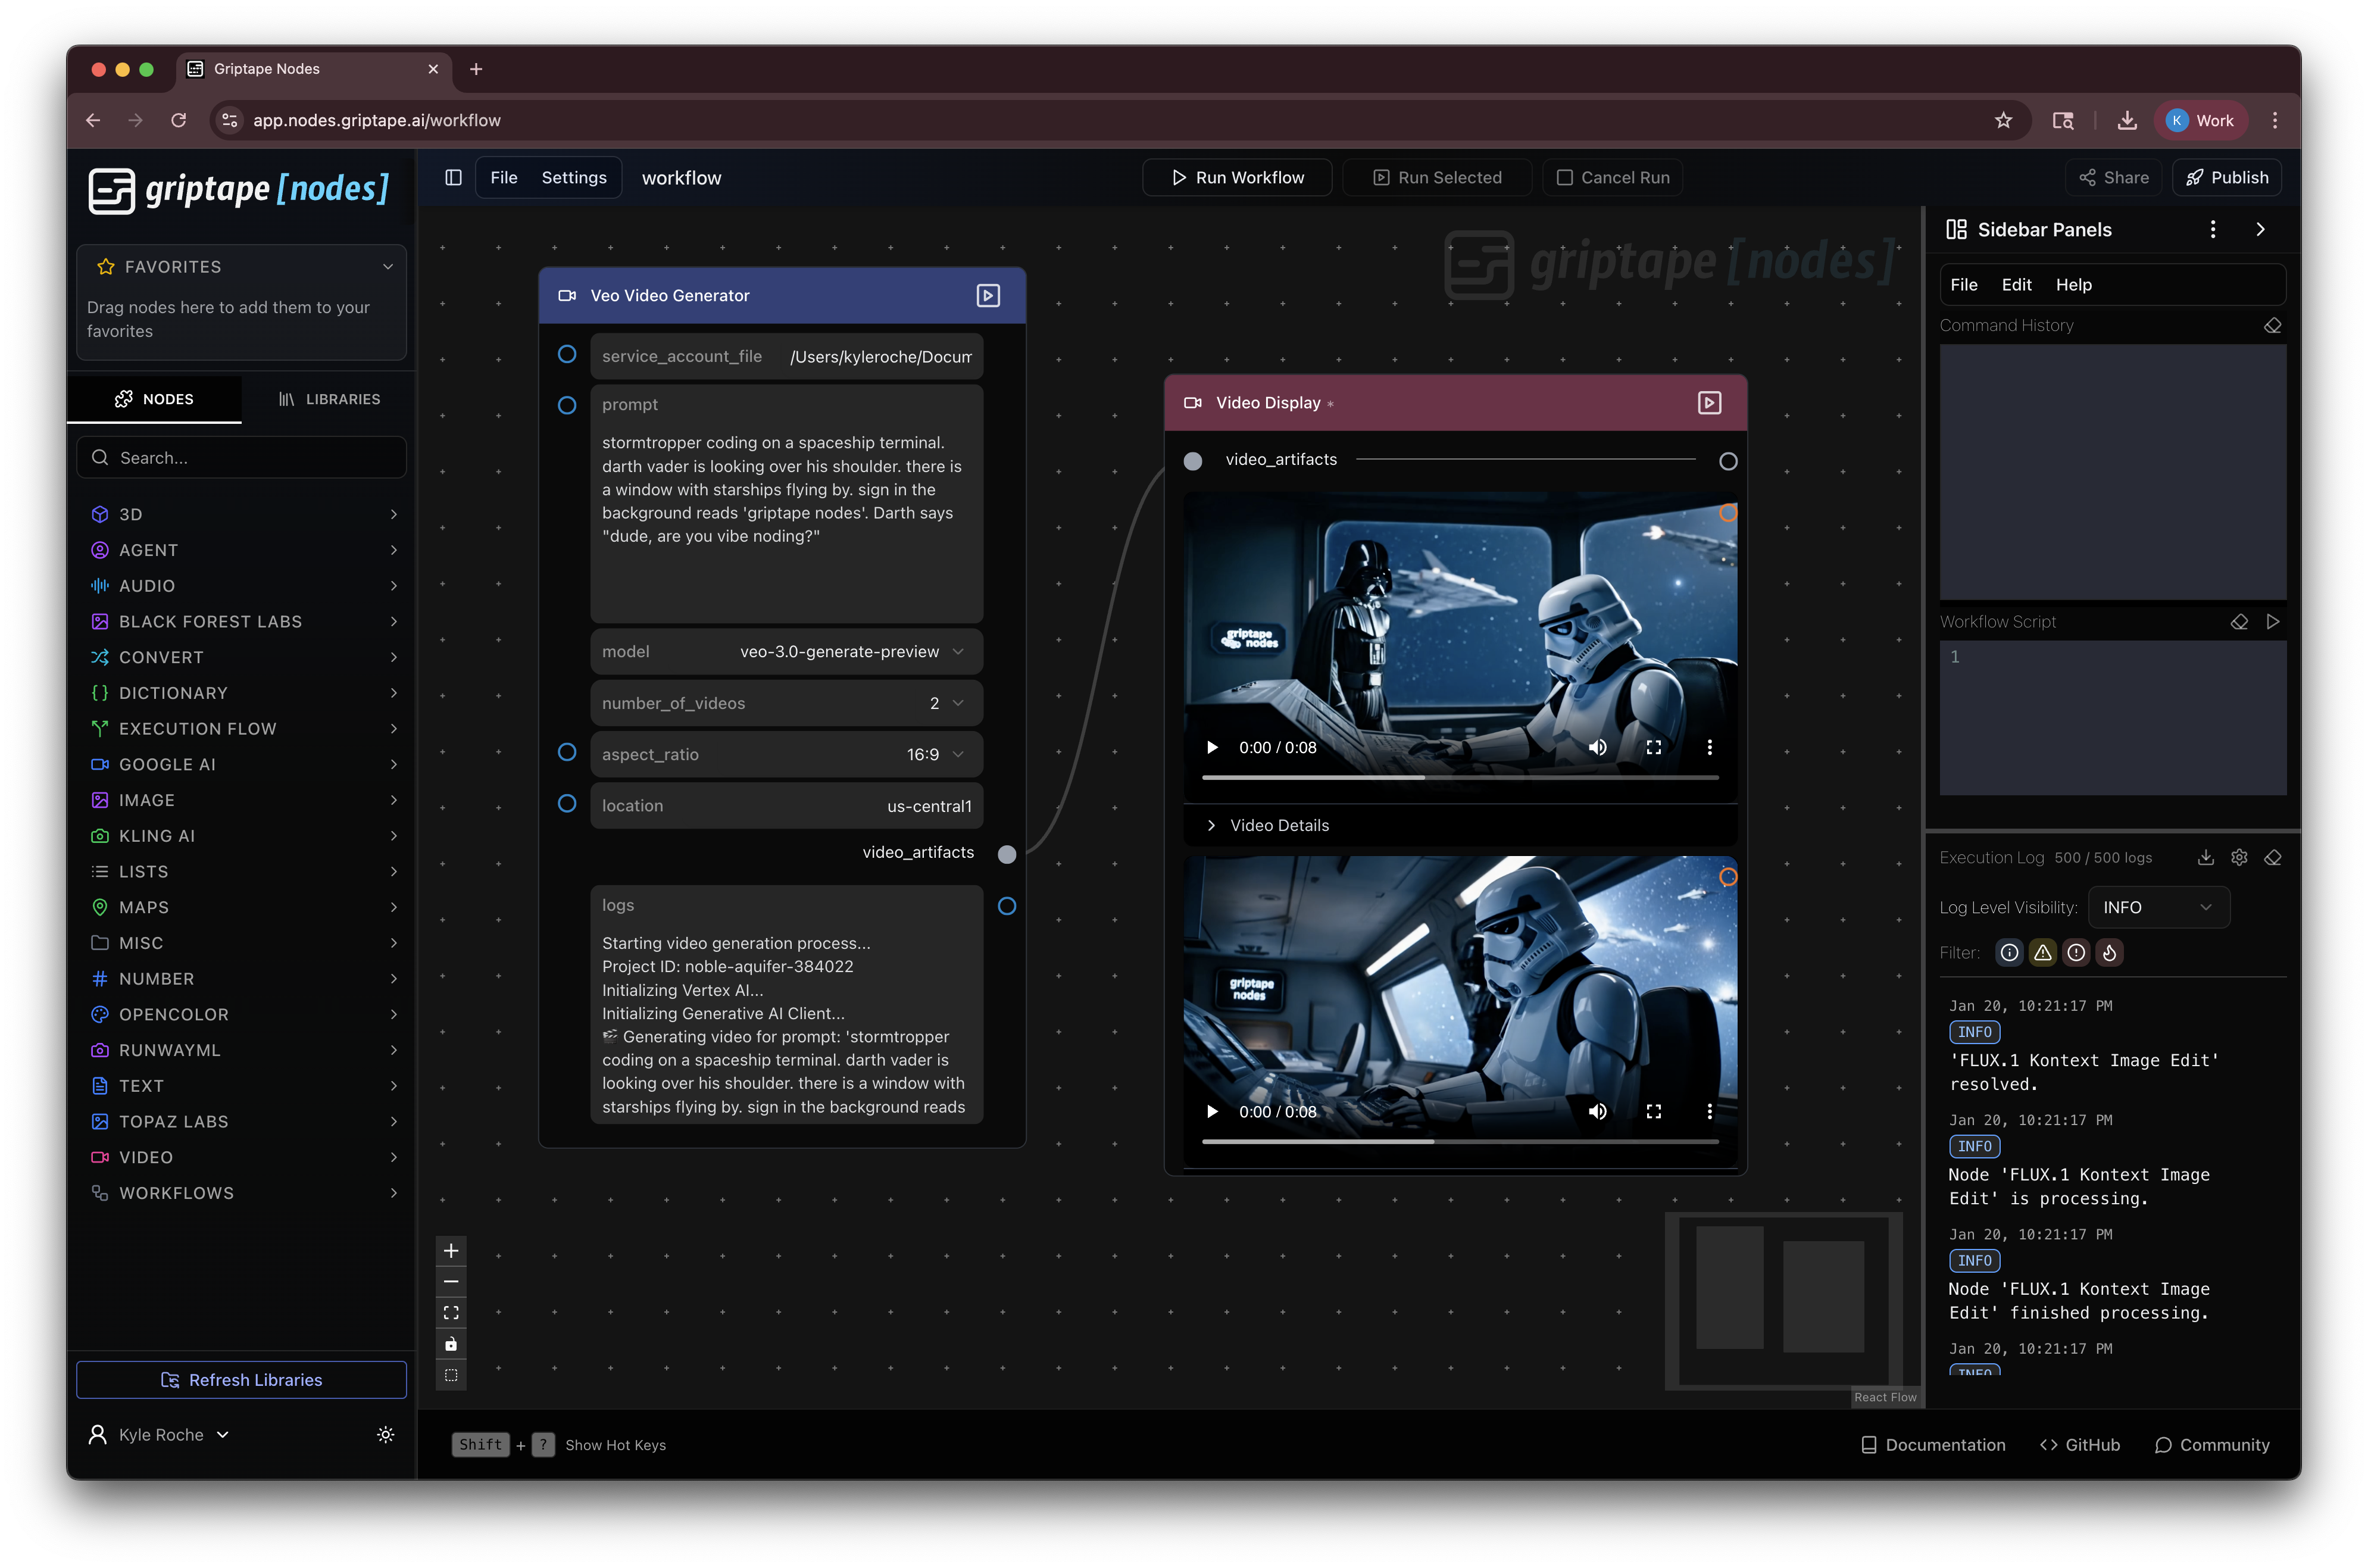 Griptape Nodes
app.nodes.griptape.ai/workflow
K Work
griptape [nodes]
FAVORITES
Drag nodes here to add them to your
favorites
NODES
LIBRARIES
Search...
3D
AGENT
AUDIO
BLACK FOREST LABS
CONVERT
DICTIONARY
EXECUTION FLOW
GOOGLE AI
IMAGE
KLING AI
LISTS
MAPS
MISC
NUMBER
OPENCOLOR
RUNWAYML
TEXT
TOPAZ LABS
VIDEO
WORKFLOWS
Refresh Libraries
Kyle Roche
File Settings workflow
Run Workflow
Run Selected
Cancel Run
Share
Publish
griptape [nodes]
Veo Video Generator
service_account_file /Users/kyleroche/Docum
prompt
stormtropper coding on a spaceship terminal.
darth vader is looking over his shoulder. there is
a window with starships flying by. sign in the
background reads 'griptape nodes'. Darth says
"dude, are you vibe noding?"
model veo-3.0-generate-preview
number_of_videos 2
aspect_ratio 16:9
location us-central1
video_artifacts
logs
Starting video generation process...
Project ID: noble-aquifer-384022
Initializing Vertex AI...
Initializing Generative AI Client...
🎬 Generating video for prompt: 'stormtropper
coding on a spaceship terminal. darth vader is
looking over his shoulder. there is a window with
starships flying by. sign in the background reads
Video Display *
video_artifacts
griptape
nodes
0:00 / 0:08
Video Details
griptape
nodes
0:00 / 0:08
React Flow
Shift + ? Show Hot Keys
Documentation
GitHub
Community
Sidebar Panels
File Edit Help
Command History
Workflow Script
1
Execution Log 500 / 500 logs
Log Level Visibility: INFO
Filter:
Jan 20, 10:21:17 PM
INFO
'FLUX.1 Kontext Image Edit'
resolved.
Jan 20, 10:21:17 PM
INFO
Node 'FLUX.1 Kontext Image
Edit' is processing.
Jan 20, 10:21:17 PM
INFO
Node 'FLUX.1 Kontext Image
Edit' finished processing.
Jan 20, 10:21:17 PM
INFO